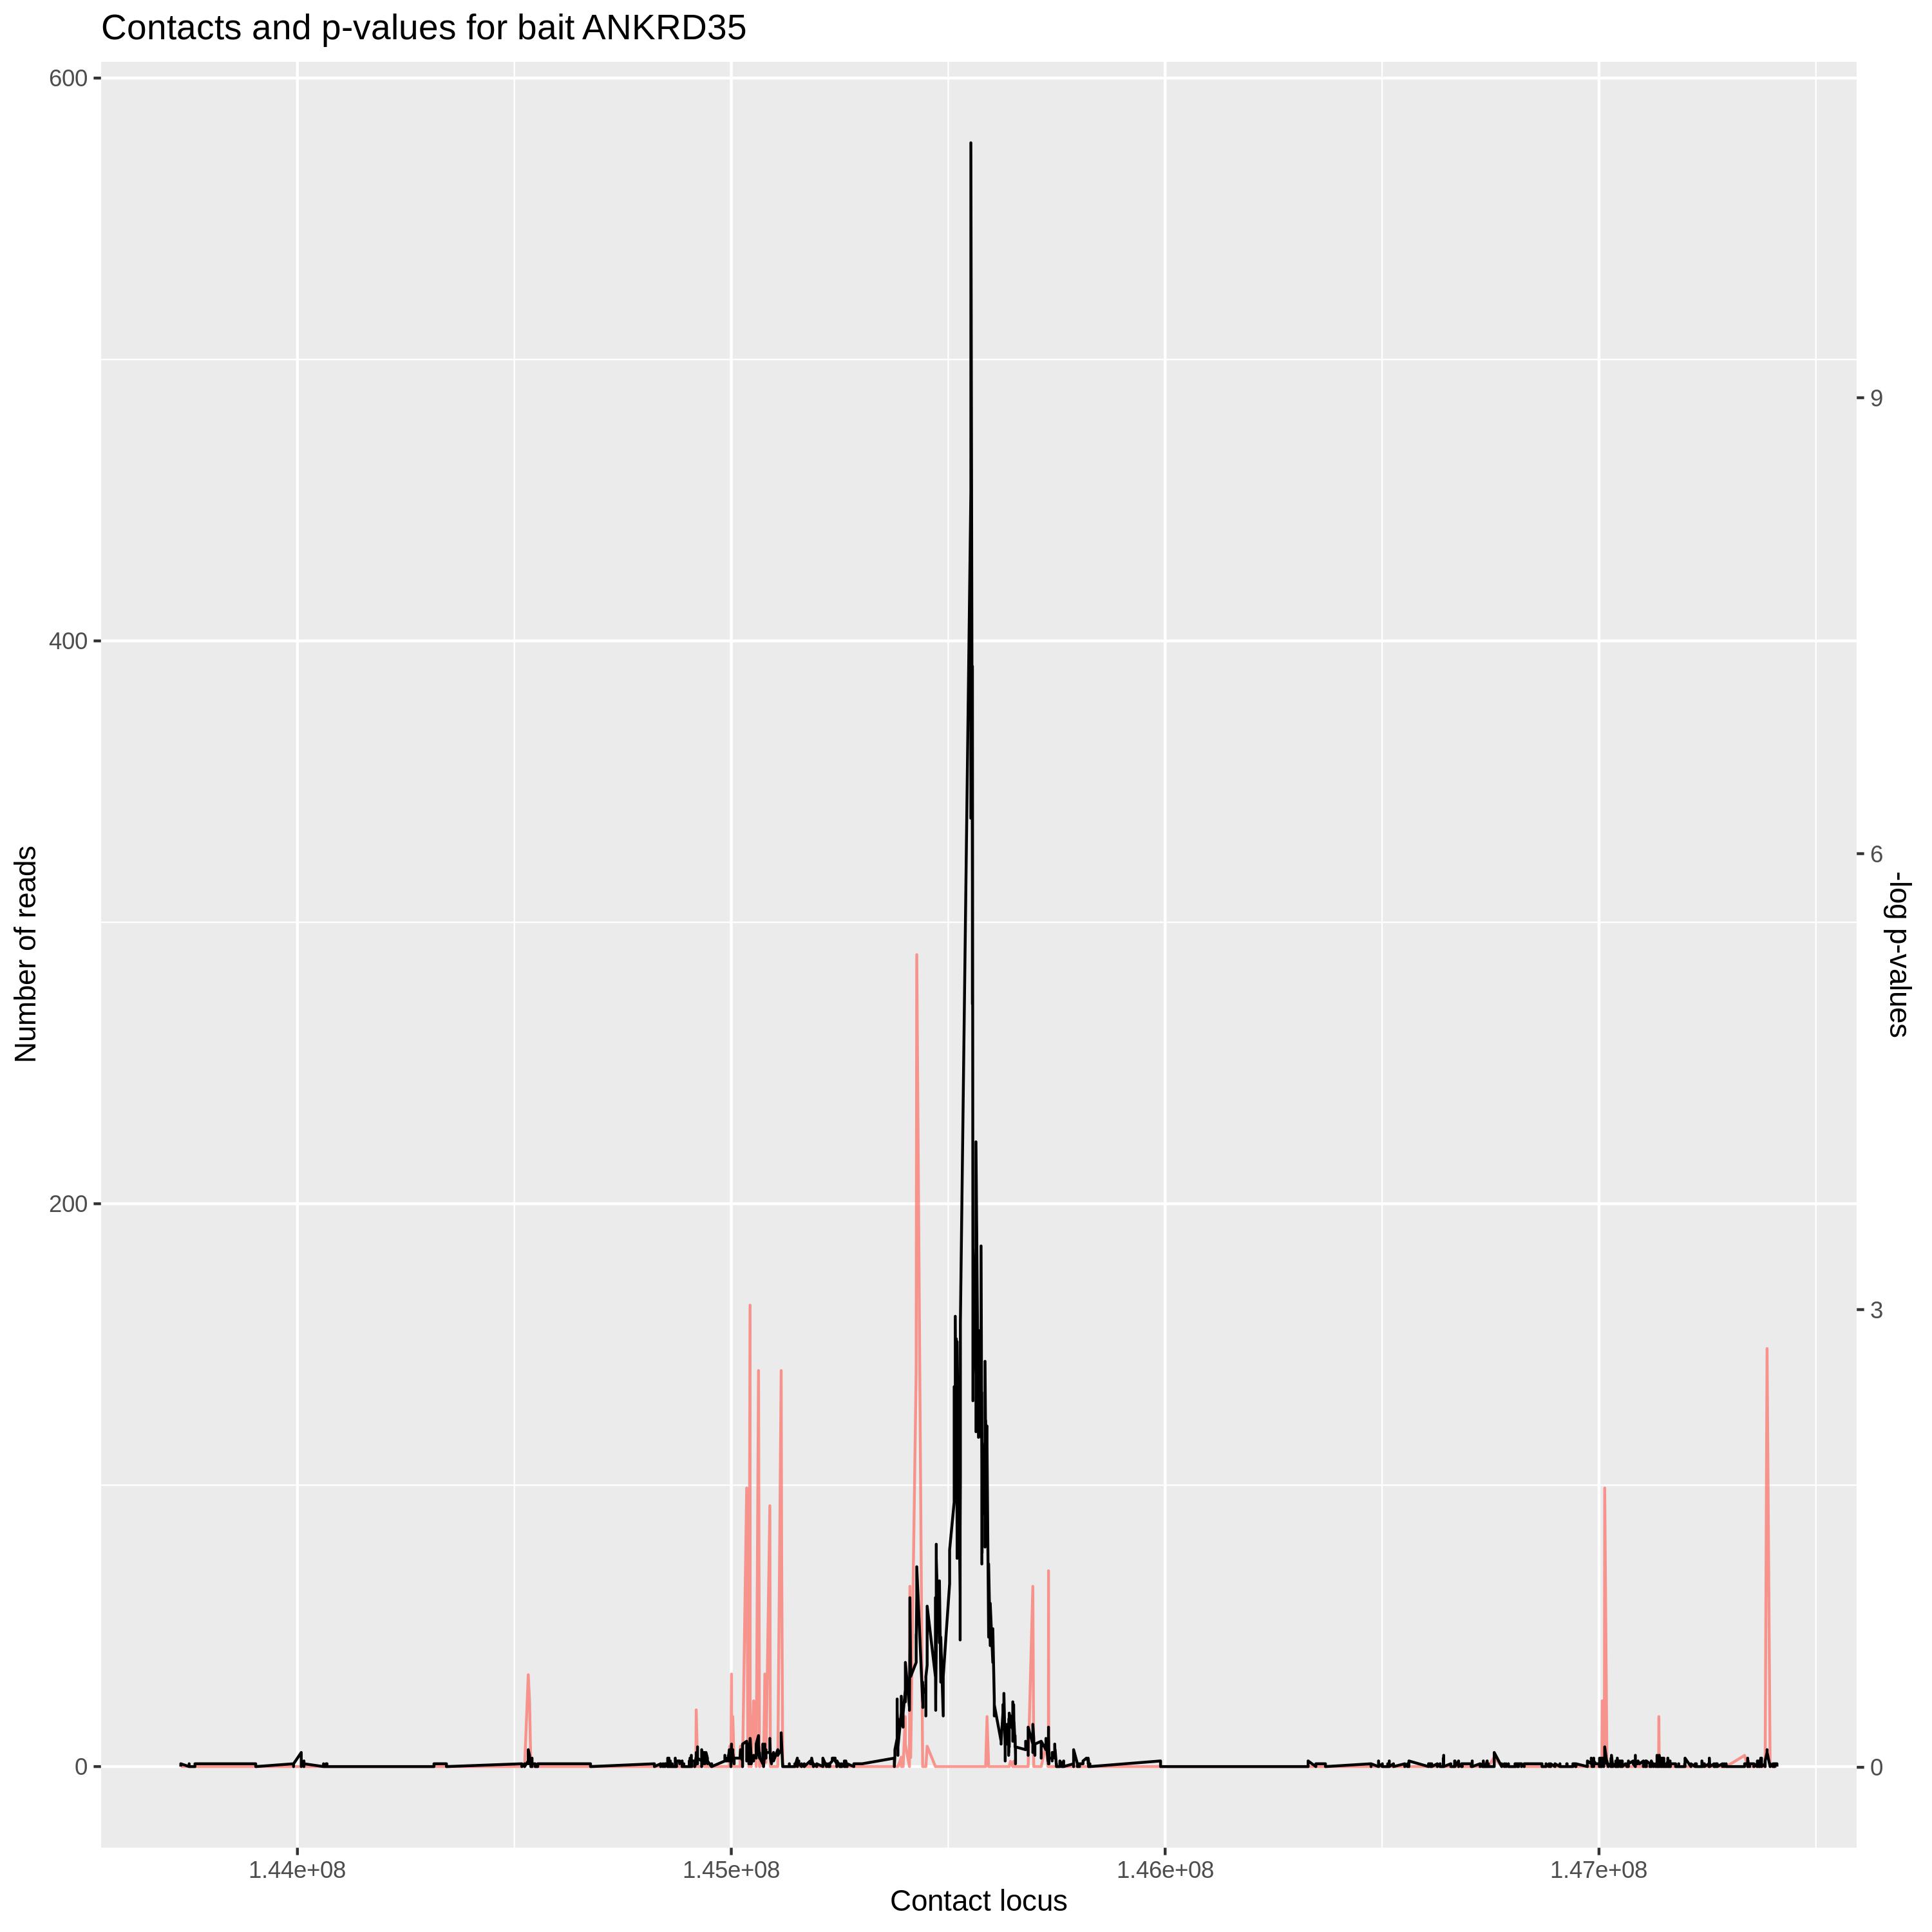 Contacts and p-values for bait ANKRD35
600
400
200
0
Number of reads
9
6
3
0
-log p-values
1.44e+08
1.45e+08
1.46e+08
1.47e+08
Contact locus